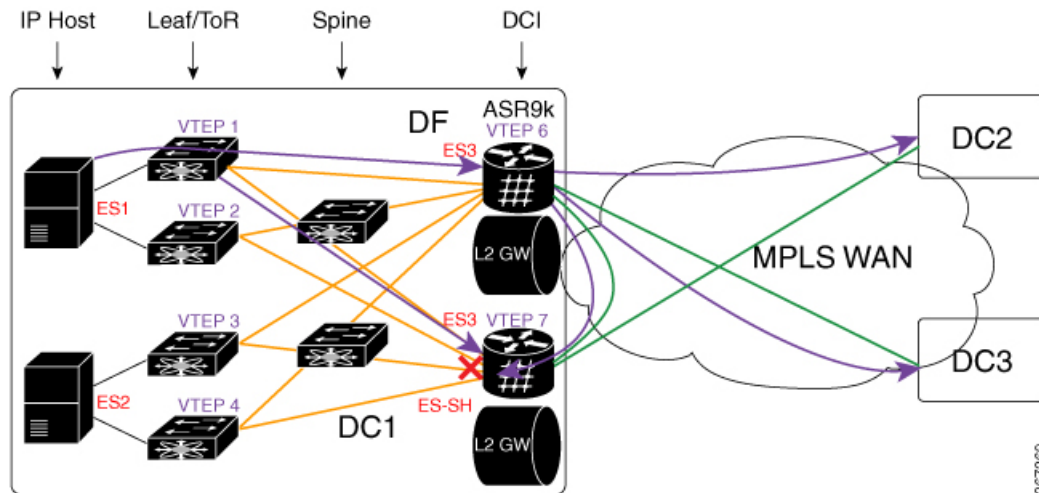 IP Host
Leaf/ToR
Spine
DCI
VTEP 1
DF
ASR9k
VTEP 6
ES3
DC2
ES1
VTEP 2
L2 GW
MPLS WAN
VTEP 3
ES3
VTEP 7
DC3
ES2
VTEP 4
ES-SH
DC1
L2 GW